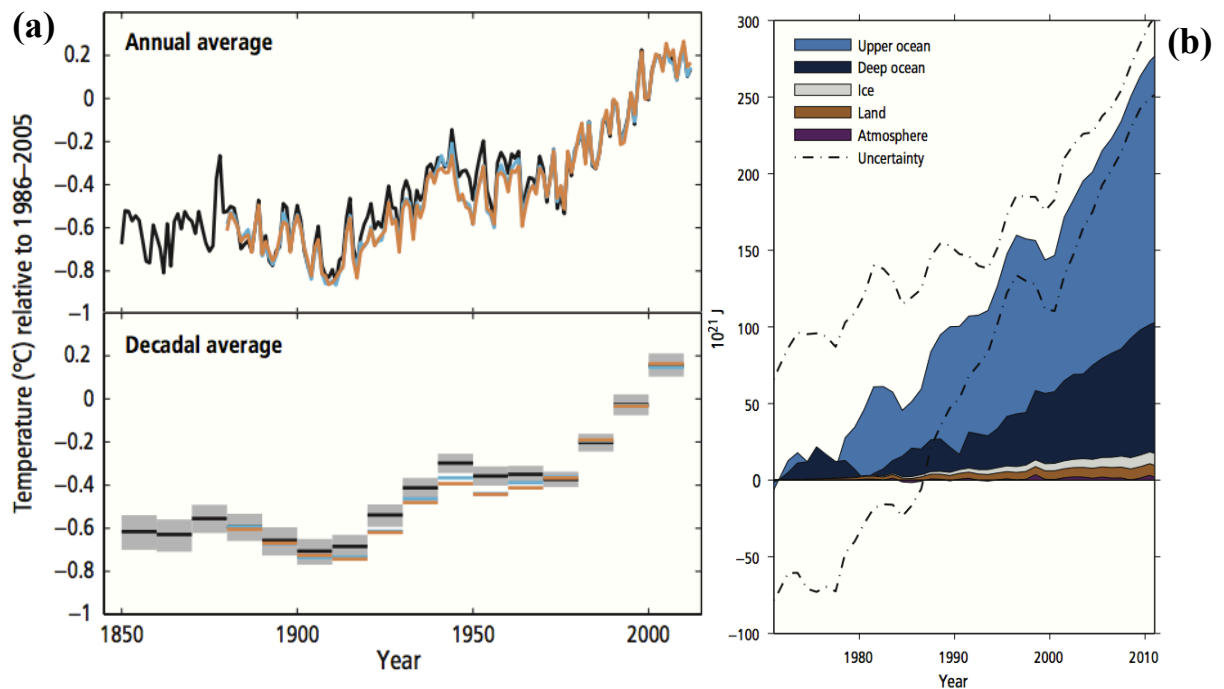 (a)
Annual average
0.2
0
−0.2
−0.4
−0.6
−0.8
−1
Decadal average
0.2
0
−0.2
−0.4
−0.6
−0.8
−1
Temperature (°C) relative to 1986–2005
1850
1900
1950
2000
Year
(b)
300
250
200
150
100
50
0
−50
−100
10²¹ J
Upper ocean
Deep ocean
Ice
Land
Atmosphere
Uncertainty
1980
1990
2000
2010
Year